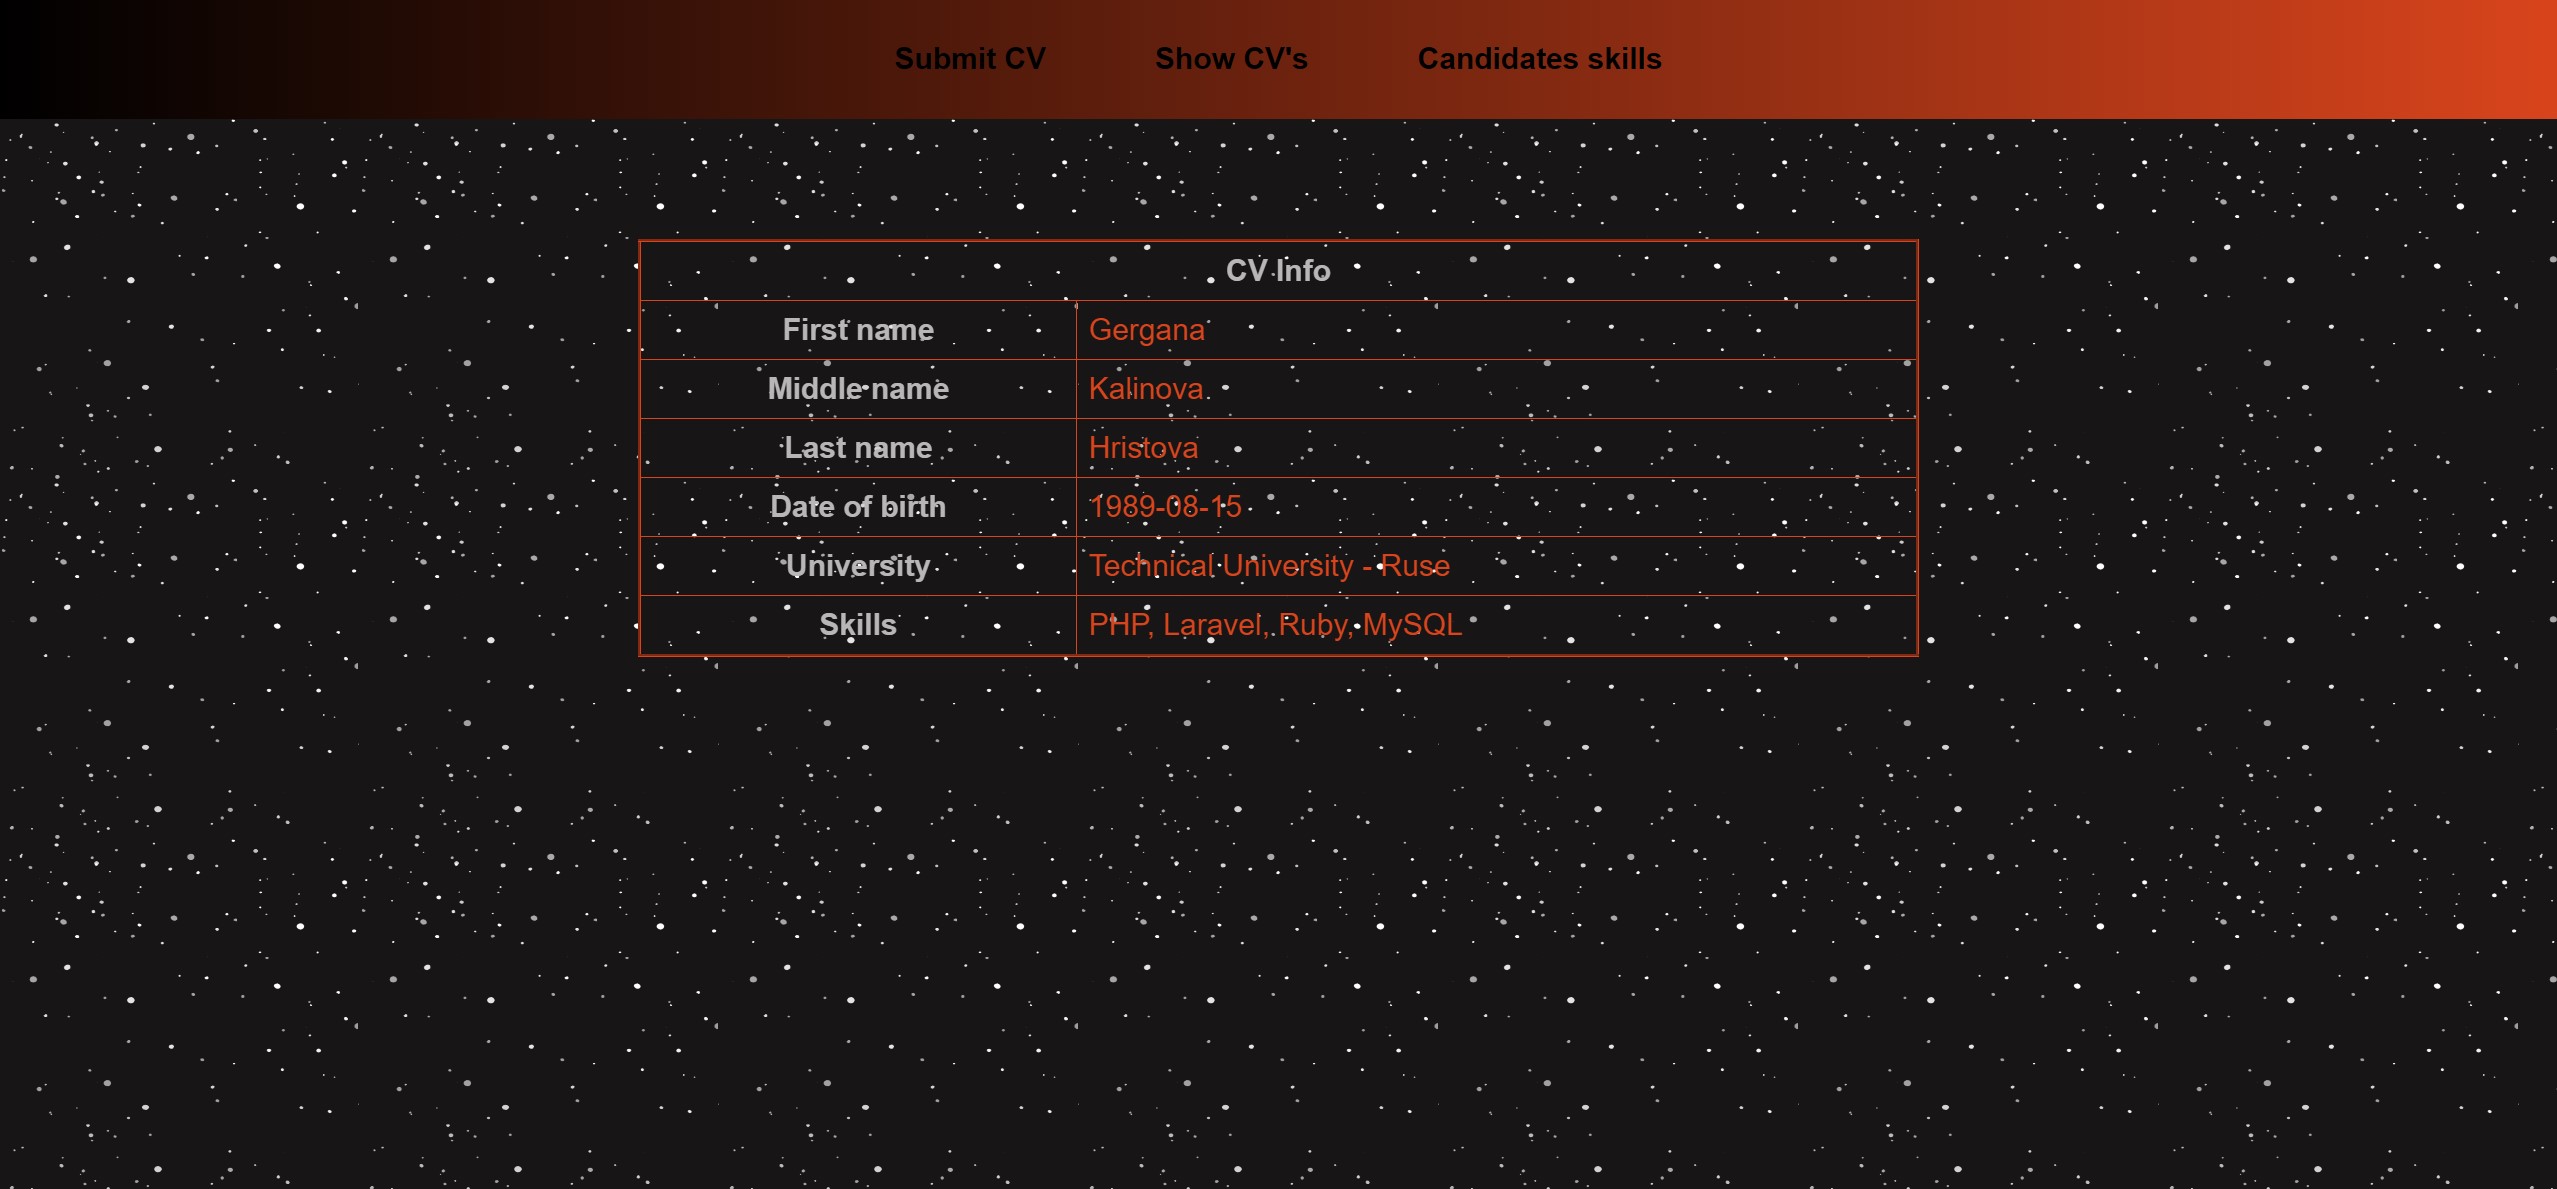 Submit CV Show CV's Candidates skills
CV Info
First name Gergana
Middle name Kalinova
Last name Hristova
Date of birth 1989-08-15
University Technical University - Ruse
Skills PHP, Laravel, Ruby, MySQL